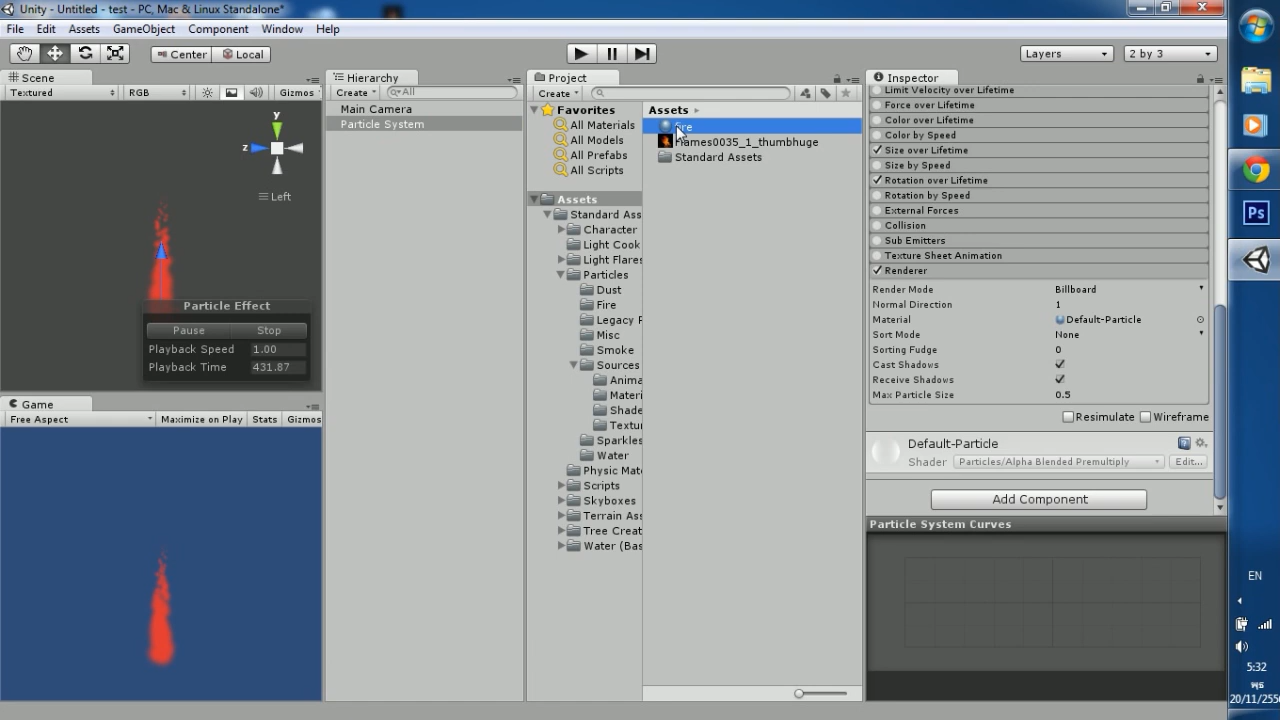 Unity - Untitled - test - PC, Mac & Linux Standalone*
File Edit Assets GameObject Component Window Help
Center Local
Layers 2 by 3
Scene
Textured RGB Gizmos
y
z
Left
Particle Effect
Pause Stop
Playback Speed 1.00
Playback Time 431.87
Game
Free Aspect Maximize on Play Stats Gizmos
Hierarchy
Create All
Main Camera
Particle System
Project
Create
Favorites
All Materials
All Models
All Prefabs
All Scripts
Assets
Standard Ass
Character
Light Cook
Light Flares
Particles
Dust
Fire
Legacy P
Misc
Smoke
Sources
Anima
Materi
Shade
Textu
Sparkles
Water
Physic Mat
Scripts
Skyboxes
Terrain Ass
Tree Creat
Water (Bas
Assets
fire
flames0035_1_thumbhuge
Standard Assets
Inspector
Limit Velocity over Lifetime
Force over Lifetime
Color over Lifetime
Color by Speed
Size over Lifetime
Size by Speed
Rotation over Lifetime
Rotation by Speed
External Forces
Collision
Sub Emitters
Texture Sheet Animation
Renderer
Render Mode Billboard
Normal Direction 1
Material Default-Particle
Sort Mode None
Sorting Fudge 0
Cast Shadows
Receive Shadows
Max Particle Size 0.5
Resimulate Wireframe
Default-Particle
Shader Particles/Alpha Blended Premultiply Edit...
Add Component
Particle System Curves
Ps
EN
5:32
พุธ
20/11/255